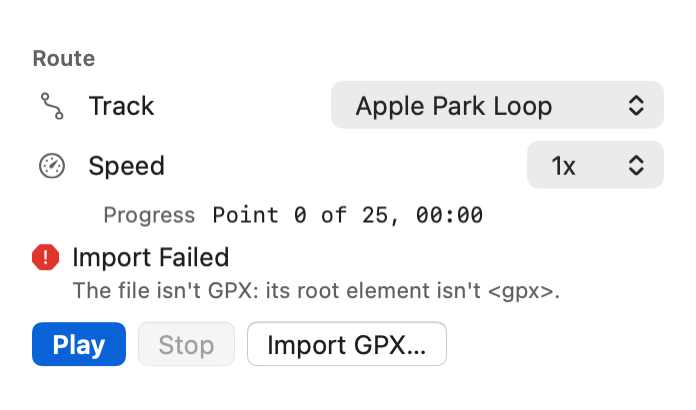 Route
Track Apple Park Loop
Speed 1x
Progress Point 0 of 25, 00:00
Import Failed
The file isn't GPX: its root element isn't <gpx>.
Play Stop Import GPX...